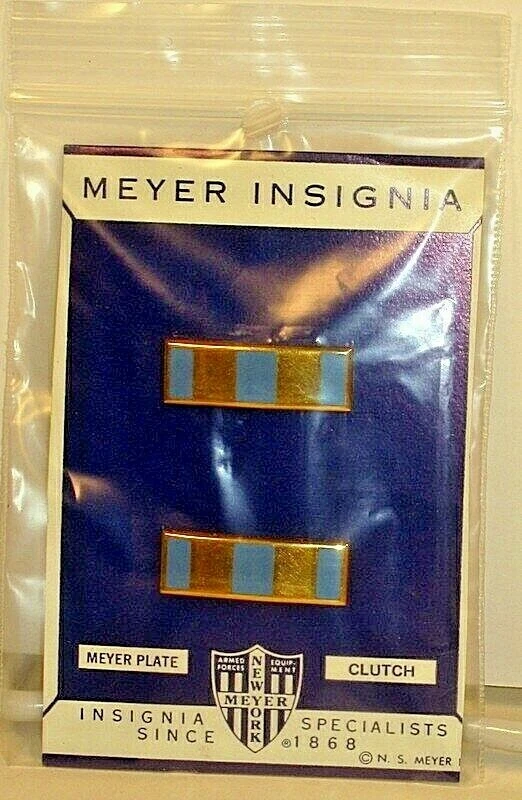 MEYER INSIGNIA
MEYER PLATE
CLUTCH
ARMED FORCES
EQUIP-
MENT
NEW YORK
MEYER
INSIGNIA SPECIALISTS
SINCE ®1868
© N. S. MEYER I